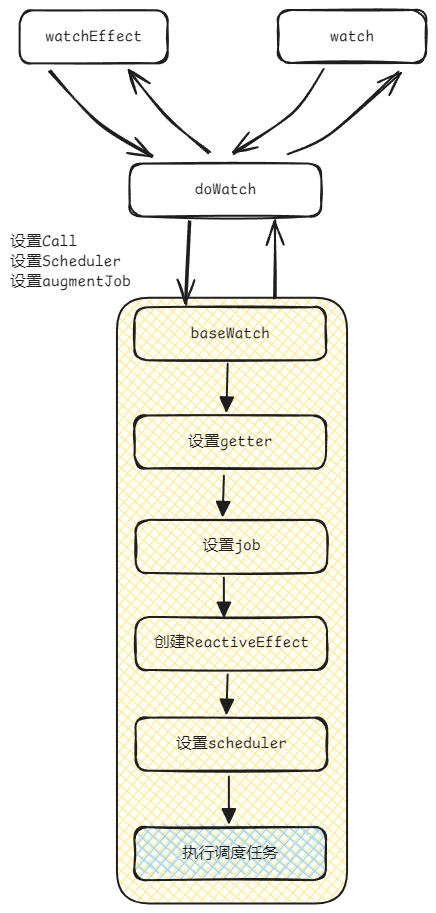 watchEffect
watch
doWatch
设置Call
设置Scheduler
设置augmentJob
baseWatch
设置getter
设置job
创建ReactiveEffect
设置scheduler
执行调度任务